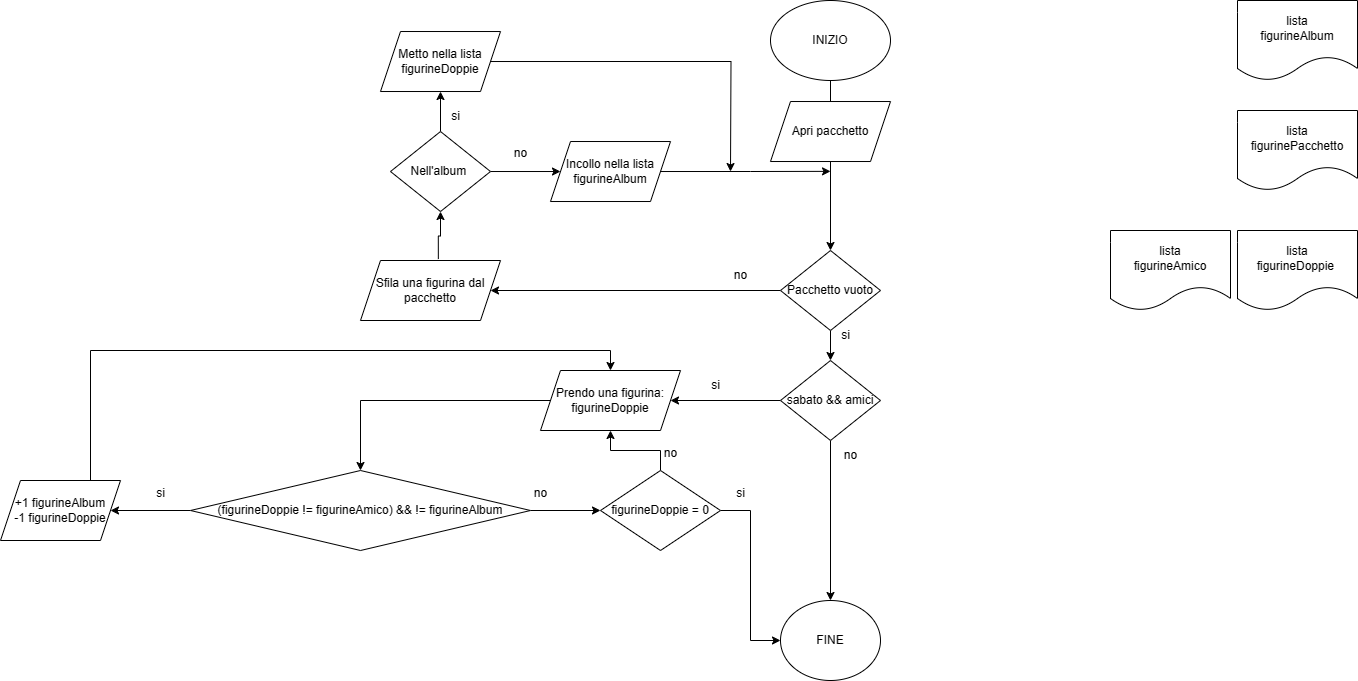 INIZIO
lista
figurineAlbum
Metto nella lista
figurineDoppie
si
Apri pacchetto
lista
figurinePacchetto
Nell'album
no
Incollo nella lista
figurineAlbum
lista
figurineAmico
lista
figurineDoppie
Sfila una figurina dal
pacchetto
no
Pacchetto vuoto
si
Prendo una figurina:
figurineDoppie
si
sabato && amici
no
no
+1 figurineAlbum
-1 figurineDoppie
si
(figurineDoppie != figurineAmico) && != figurineAlbum
no
figurineDoppie = 0
si
FINE